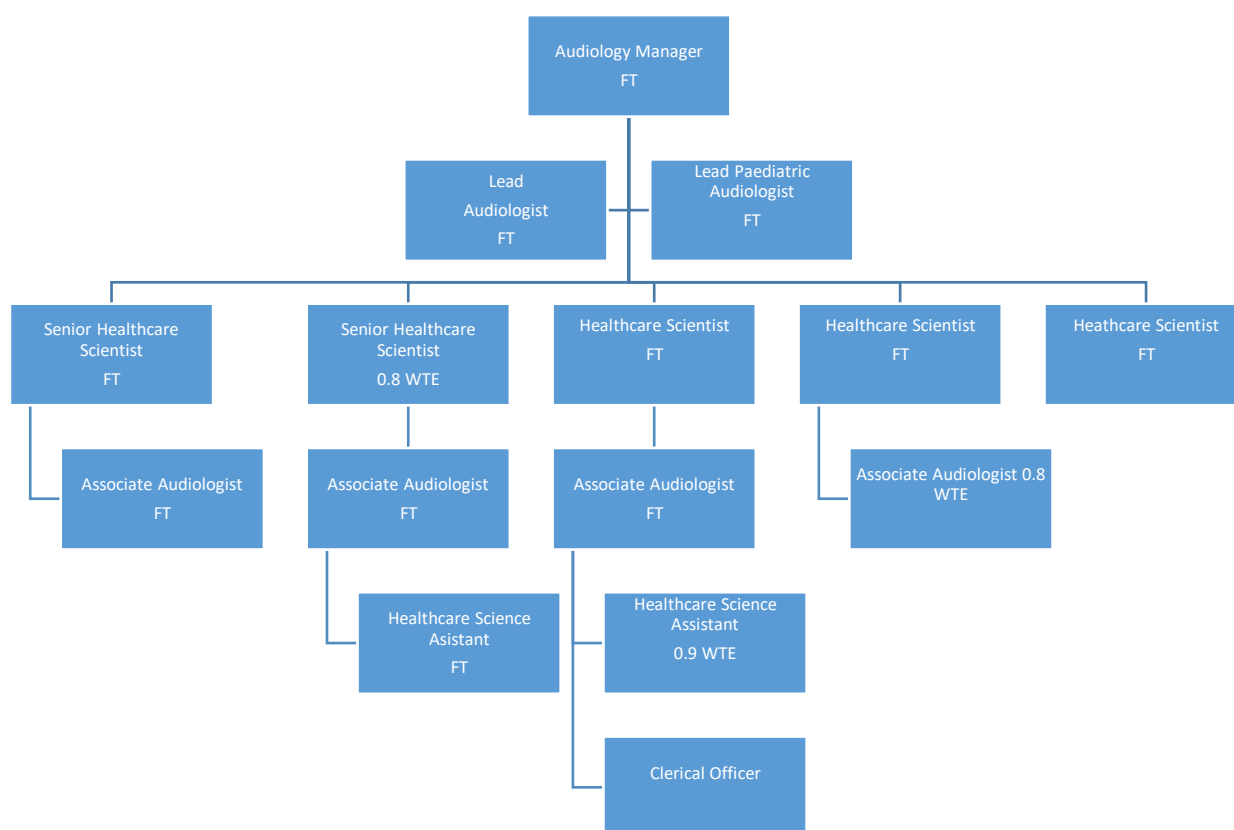 Audiology Manager
FT
Lead
Audiologist
FT
Lead Paediatric
Audiologist
FT
Senior Healthcare
Scientist
FT
Senior Healthcare
Scientist
0.8 WTE
Healthcare Scientist
FT
Healthcare Scientist
FT
Heathcare Scientist
FT
Associate Audiologist
FT
Associate Audiologist
FT
Associate Audiologist
FT
Associate Audiologist 0.8
WTE
Healthcare Science
Asistant
FT
Healthcare Science
Assistant
0.9 WTE
Clerical Officer